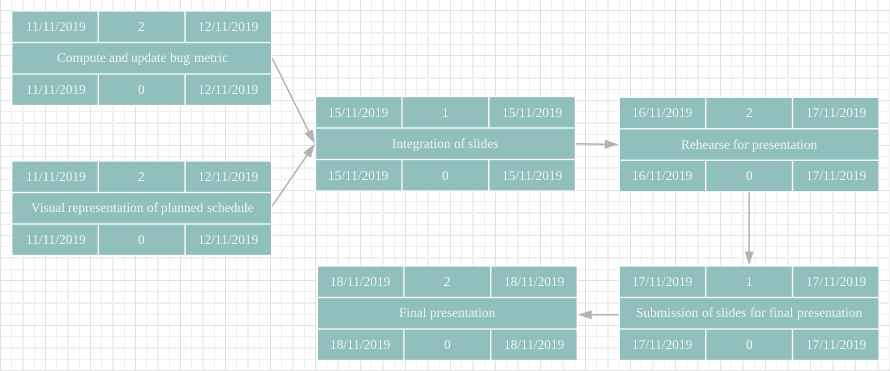 11/11/2019 2 12/11/2019
Compute and update bug metric
11/11/2019 0 12/11/2019
11/11/2019 2 12/11/2019
Visual representation of planned schedule
11/11/2019 0 12/11/2019
15/11/2019 1 15/11/2019
Integration of slides
15/11/2019 0 15/11/2019
16/11/2019 2 17/11/2019
Rehearse for presentation
16/11/2019 0 17/11/2019
17/11/2019 1 17/11/2019
Submission of slides for final presentation
17/11/2019 0 17/11/2019
18/11/2019 2 18/11/2019
Final presentation
18/11/2019 0 18/11/2019